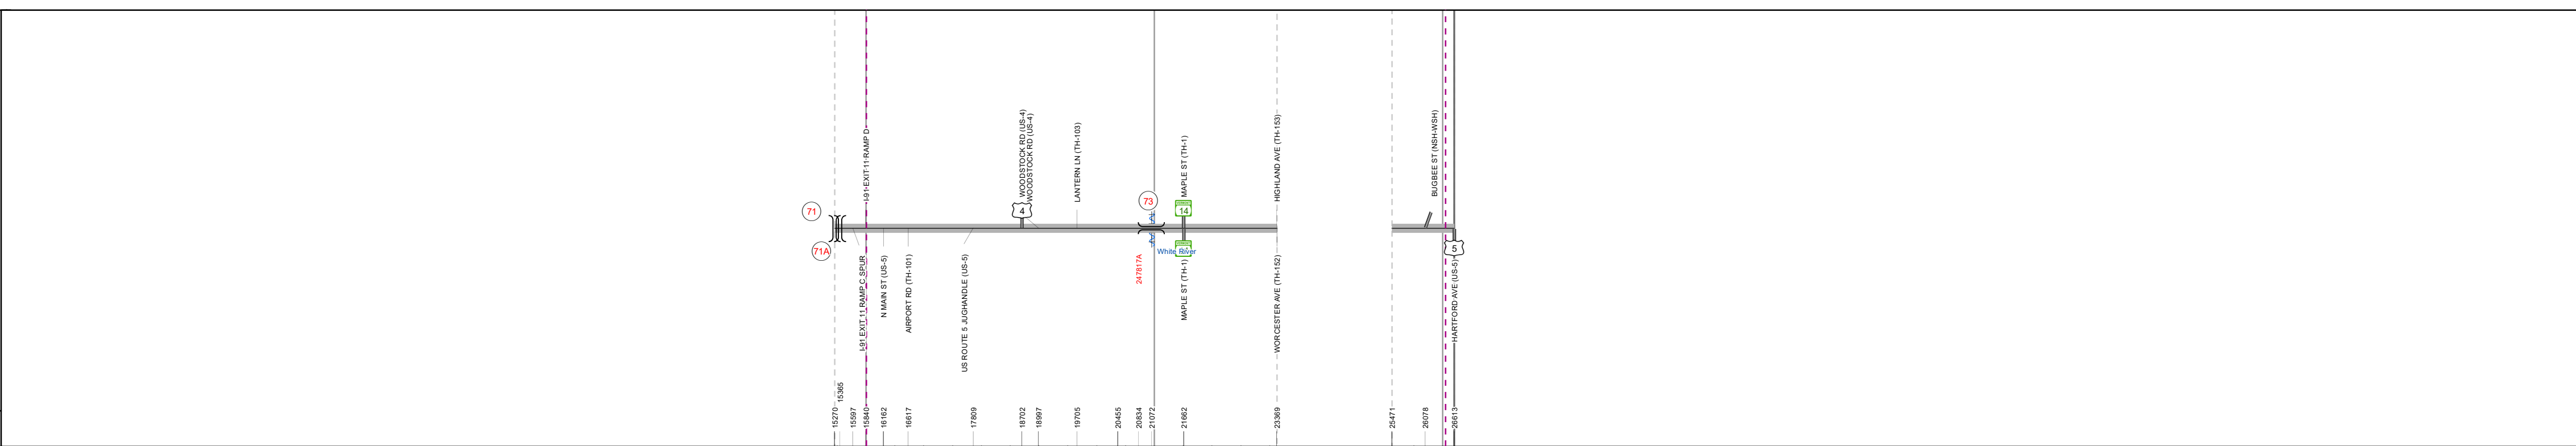 I-91 EXIT 11 RAMP D
WOODSTOCK RD (US-4)
WOODSTOCK RD (US-4)
LANTERN LN (TH-103)
MAPLE ST (TH-1)
HIGHLAND AVE (TH-153)
BUGBEE ST (NSH-WSH)
71
4
73
14
71A
White River
5
I-91 EXIT 11 RAMP C SPUR
N MAIN ST (US-5)
AIRPORT RD (TH-101)
US ROUTE 5 JUGHANDLE (US-5)
247817A
MAPLE ST (TH-1)
WORCESTER AVE (TH-152)
HARTFORD AVE (US-5)
15270
15365
15597
15840
16162
16617
17809
18702
18997
19705
20455
20834
21072
21662
23369
25471
26078
26613